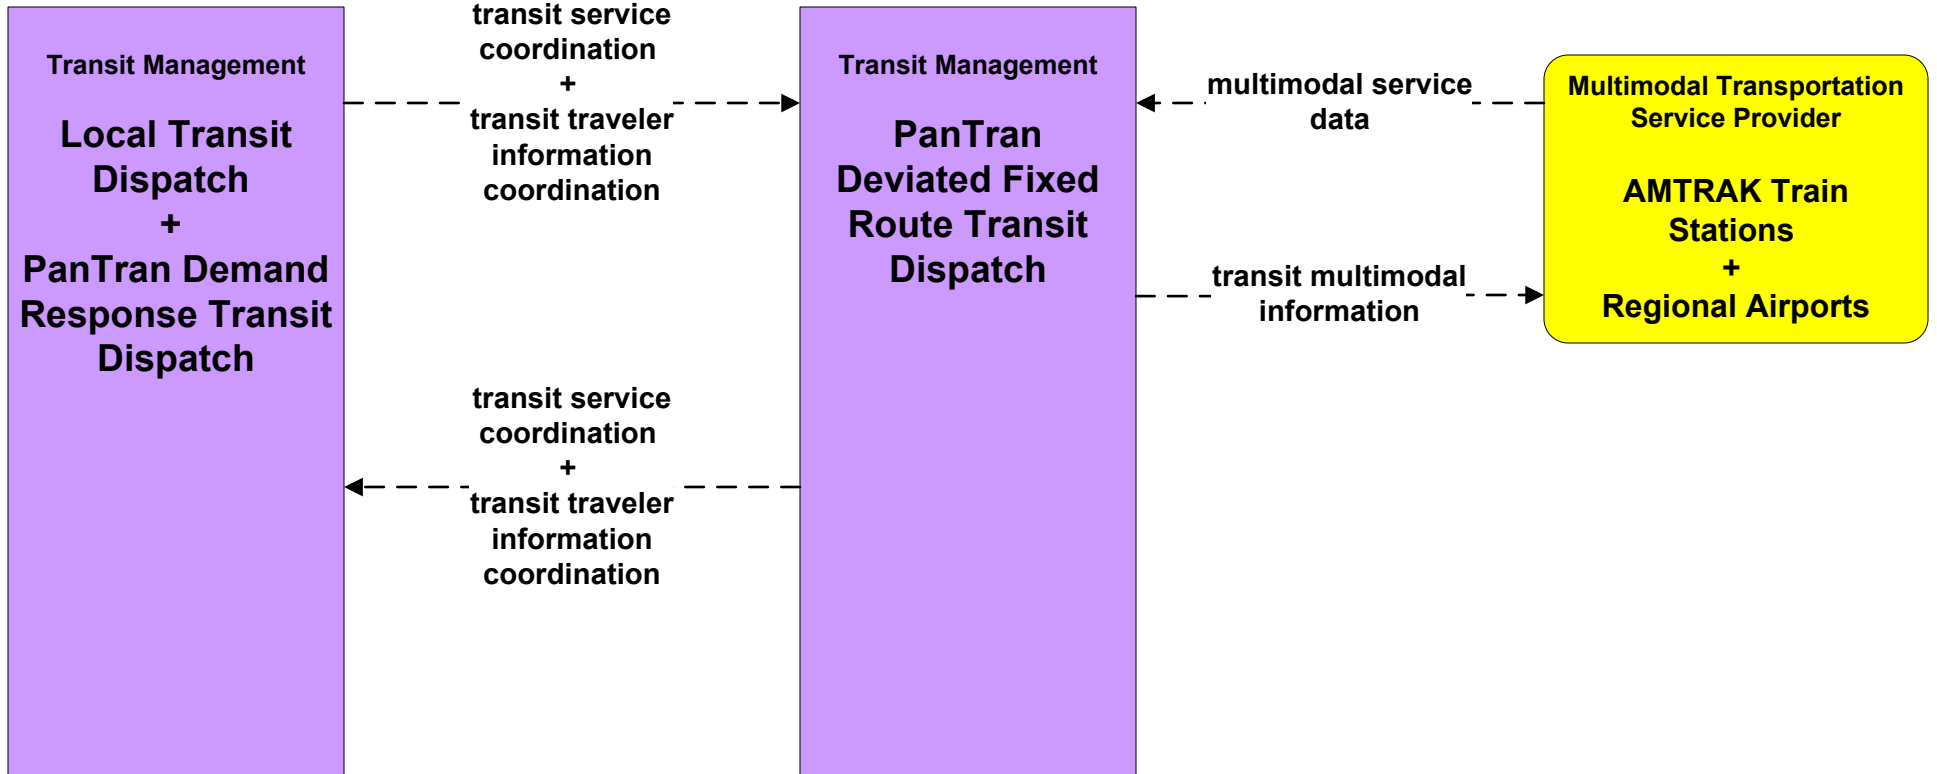 Transit Management
Local Transit
Dispatch
+
PanTran Demand
Response Transit
Dispatch
transit service
coordination
+
transit traveler
information
coordination
transit service
coordination
+
transit traveler
information
coordination
Transit Management
PanTran
Deviated Fixed
Route Transit
Dispatch
multimodal service
data
transit multimodal
information
Multimodal Transportation
Service Provider
AMTRAK Train
Stations
+
Regional Airports